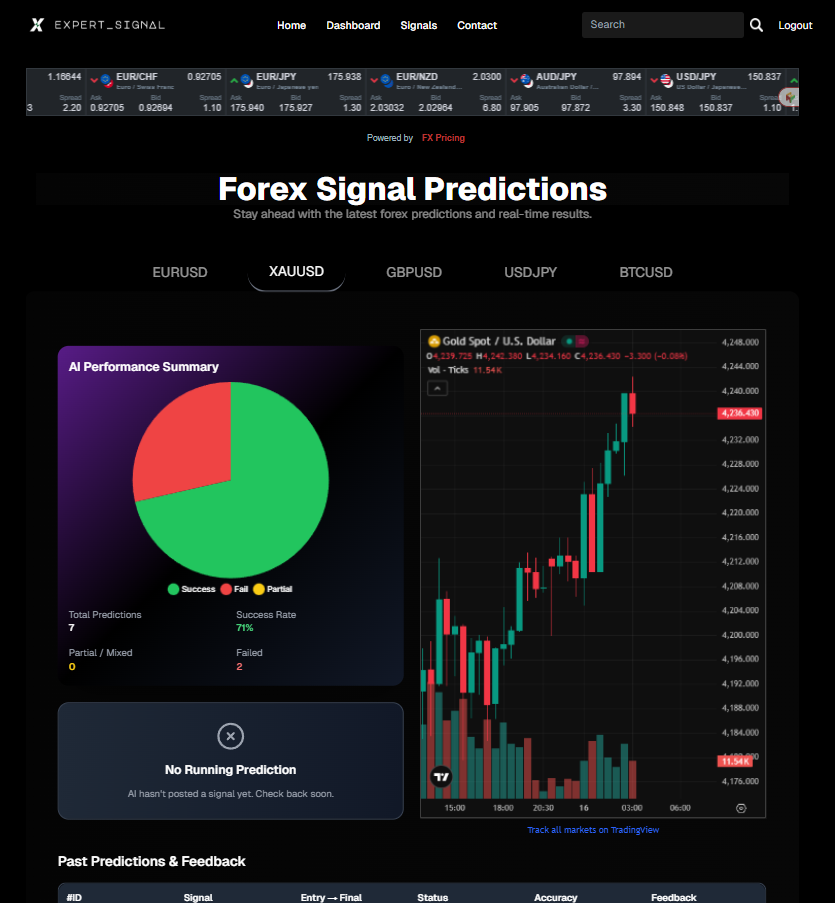 EXPERT_SIGNAL
Home Dashboard Signals Contact
Search
Logout
1.16644 EUR/CHF 0.92705 EUR/JPY 175.938 EUR/NZD 2.0300 AUD/JPY 97.894 USD/JPY 150.837
Euro / Swiss Franc Euro / Japanese yen Euro / New Zealand... Australian Dollar /... US Dollar / Japanese...
Spread Ask Bid Spread Ask Bid Spread Ask Bid Spread Ask Bid Spread Ask Bid Spread
3 2.20 0.92705 0.92694 1.10 175.940 175.927 1.30 2.03032 2.02964 6.80 97.905 97.872 3.30 150.848 150.837 1.10 1.
Powered by FX Pricing
Forex Signal Predictions
Stay ahead with the latest forex predictions and real-time results.
EURUSD XAUUSD GBPUSD USDJPY BTCUSD
AI Performance Summary
Success Fail Partial
Total Predictions Success Rate
7 71%
Partial / Mixed Failed
0 2
No Running Prediction
AI hasn't posted a signal yet. Check back soon.
Gold Spot / U.S. Dollar
O4,239.725 H4,242.380 L4,234.160 C4,236.430 −3.300 (−0.08%)
Vol · Ticks 11.54K
4,248.000
4,244.000
4,240.000
4,236.430
4,232.000
4,228.000
4,224.000
4,220.000
4,216.000
4,212.000
4,208.000
4,204.000
4,200.000
4,196.000
4,192.000
4,188.000
4,184.000
11.54K
4,176.000
15:00 18:00 20:30 16 03:00 06:00
Track all markets on TradingView
Past Predictions & Feedback
#ID Signal Entry → Final Status Accuracy Feedback